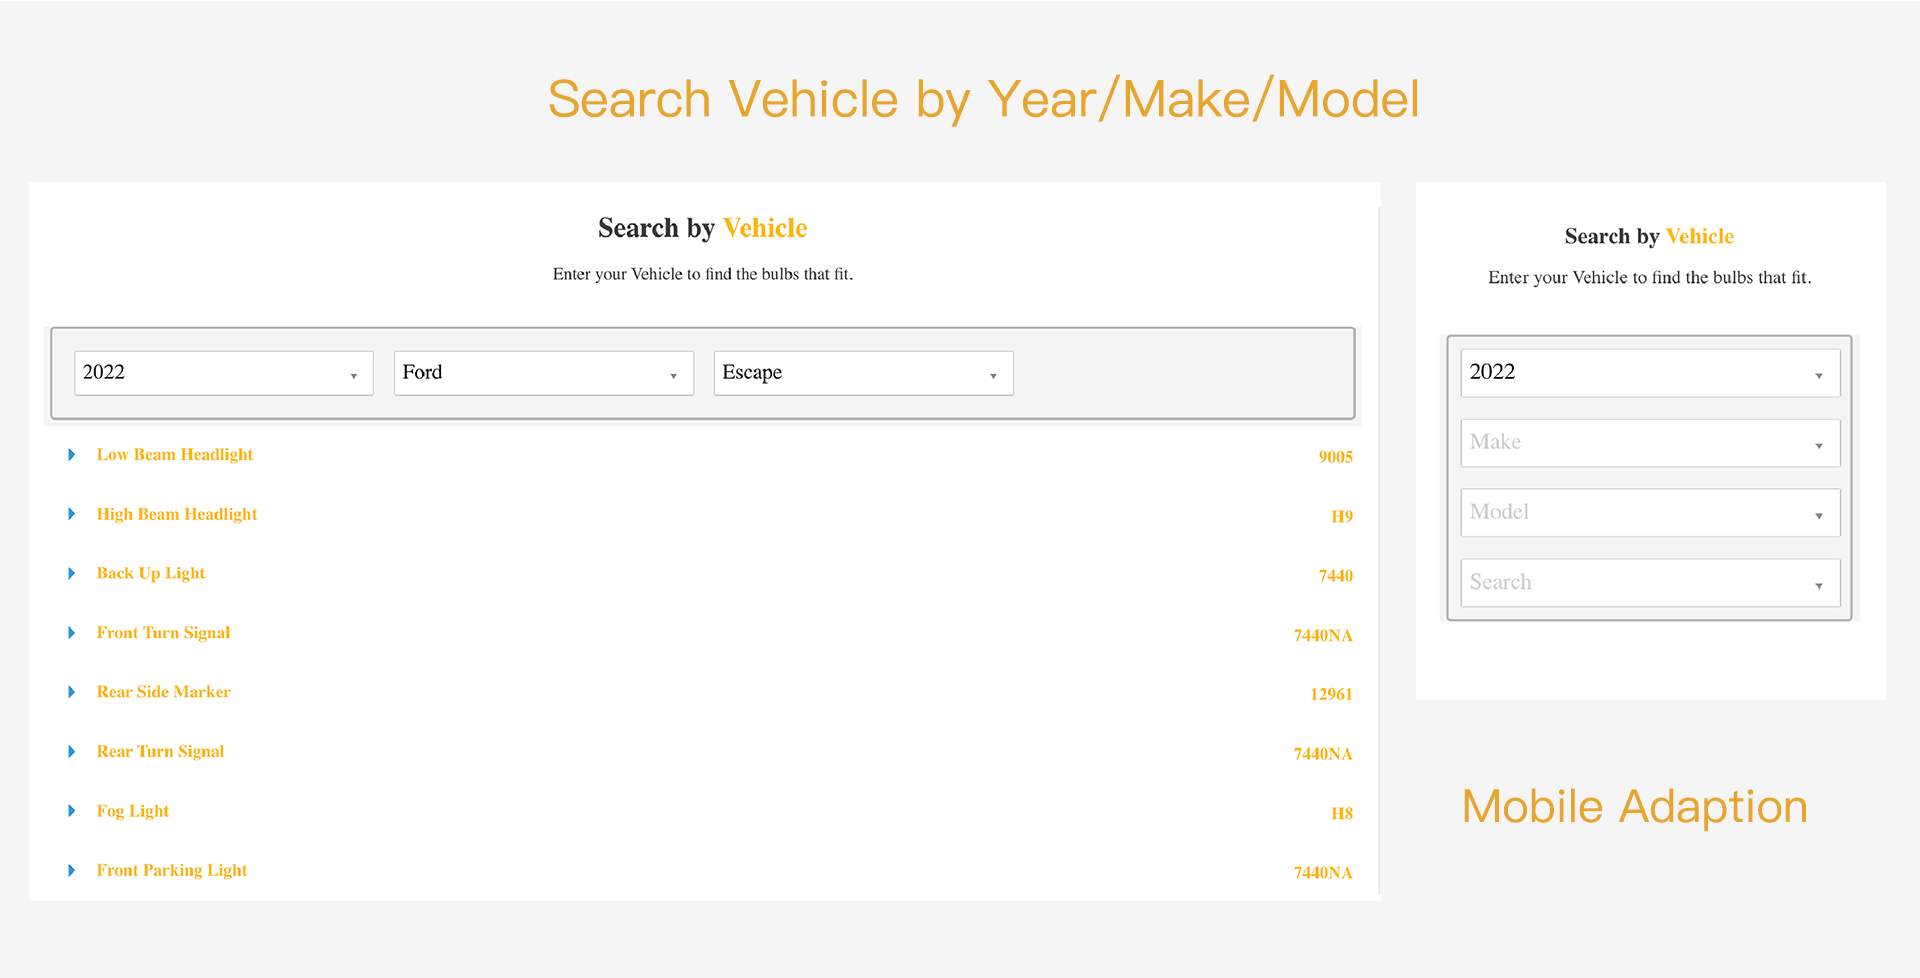 Search Vehicle by Year/Make/Model
Search by Vehicle
Enter your Vehicle to find the bulbs that fit.
2022 Ford Escape
Low Beam Headlight 9005
High Beam Headlight H9
Back Up Light 7440
Front Turn Signal 7440NA
Rear Side Marker 12961
Rear Turn Signal 7440NA
Fog Light H8
Front Parking Light 7440NA
Search by Vehicle
Enter your Vehicle to find the bulbs that fit.
2022
Make
Model
Search
Mobile Adaption